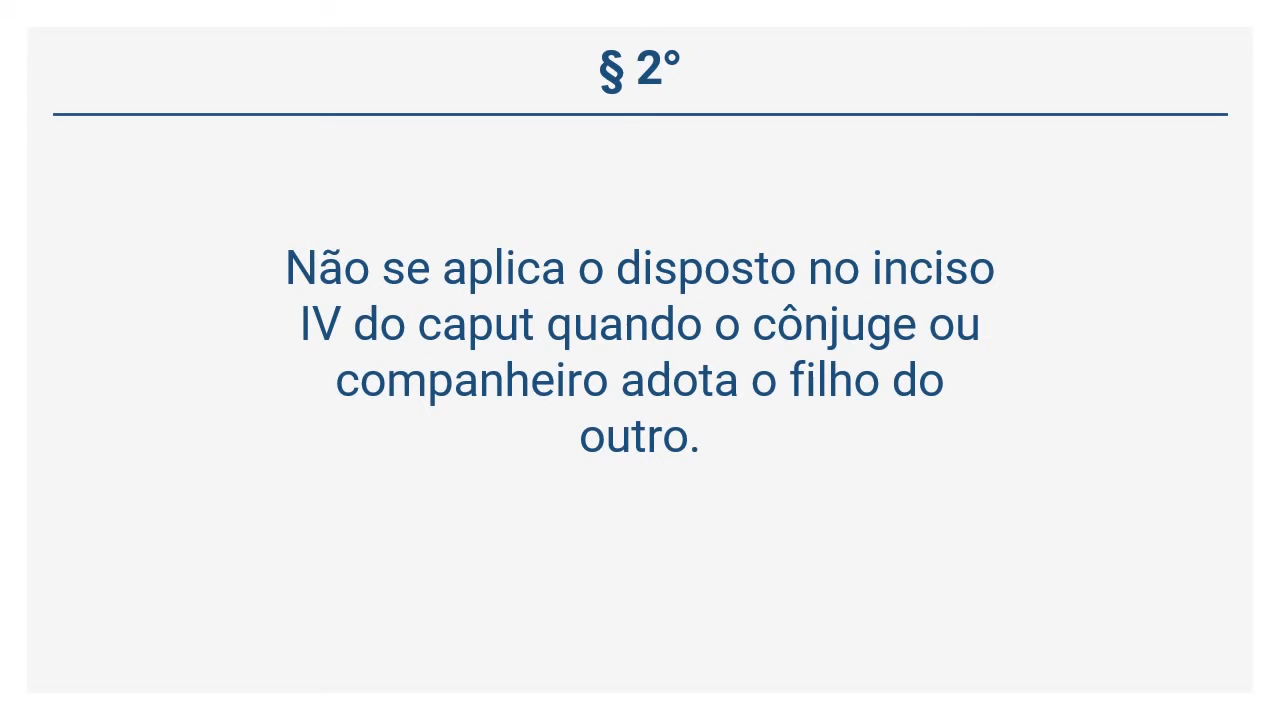 § 2°
Não se aplica o disposto no inciso
IV do caput quando o cônjuge ou
companheiro adota o filho do
outro.